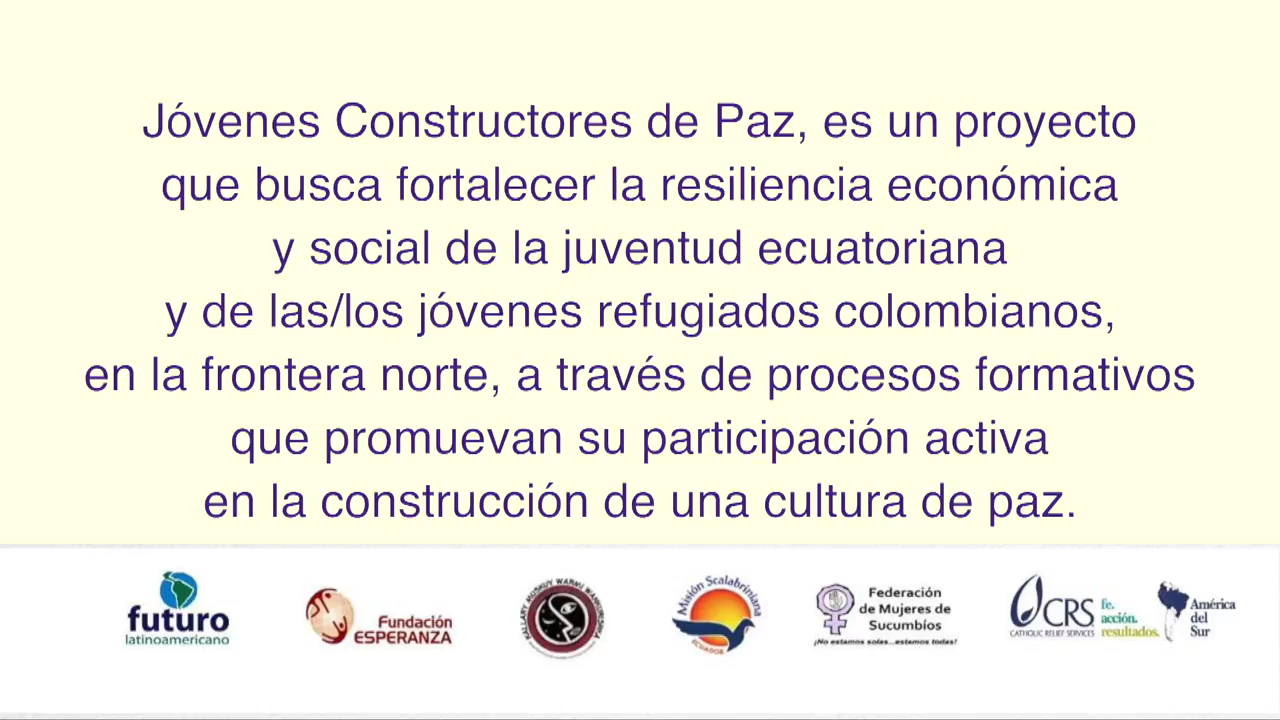 Jóvenes Constructores de Paz, es un proyecto
que busca fortalecer la resiliencia económica
y social de la juventud ecuatoriana
y de las/los jóvenes refugiados colombianos,
en la frontera norte, a través de procesos formativos
que promuevan su participación activa
en la construcción de una cultura de paz.
futuro
latinoamericano
Fundación
ESPERANZA
Misión Scalabriniana
ECUADOR
Federación
de Mujeres de
Sucumbíos
¡No estamos solas...estamos todas!
CRS
CATHOLIC RELIEF SERVICES
fe.
acción.
resultados.
América
del
Sur